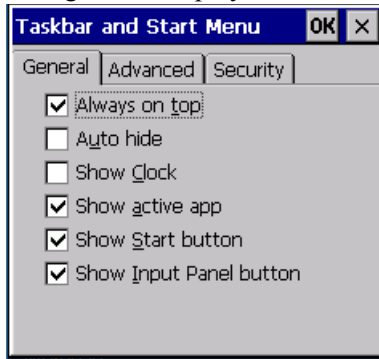 Taskbar and Start Menu OK ×
General Advanced Security
Always on top
Auto hide
Show Clock
Show active app
Show Start button
Show Input Panel button